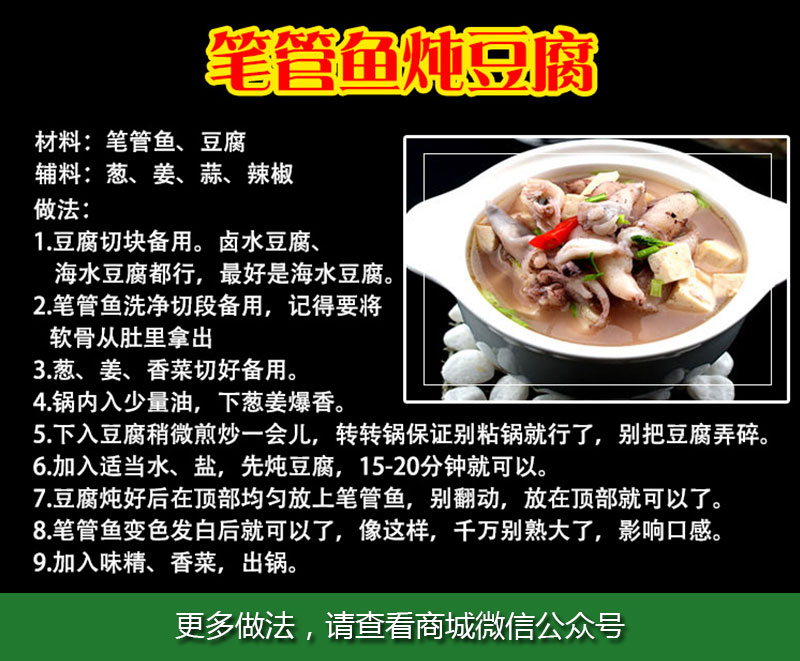 笔管鱼炖豆腐
材料：笔管鱼、豆腐
辅料：葱、姜、蒜、辣椒
做法：
1.豆腐切块备用。卤水豆腐、
海水豆腐都行，最好是海水豆腐。
2.笔管鱼洗净切段备用，记得要将
软骨从肚里拿出
3.葱、姜、香菜切好备用。
4.锅内入少量油，下葱姜爆香。
5.下入豆腐稍微煎炒一会儿，转转锅保证别粘锅就行了，别把豆腐弄碎。
6.加入适当水、盐，先炖豆腐，15-20分钟就可以。
7.豆腐炖好后在顶部均匀放上笔管鱼，别翻动，放在顶部就可以了。
8.笔管鱼变色发白后就可以了，像这样，千万别熟大了，影响口感。
9.加入味精、香菜，出锅。
更多做法，请查看商城微信公众号